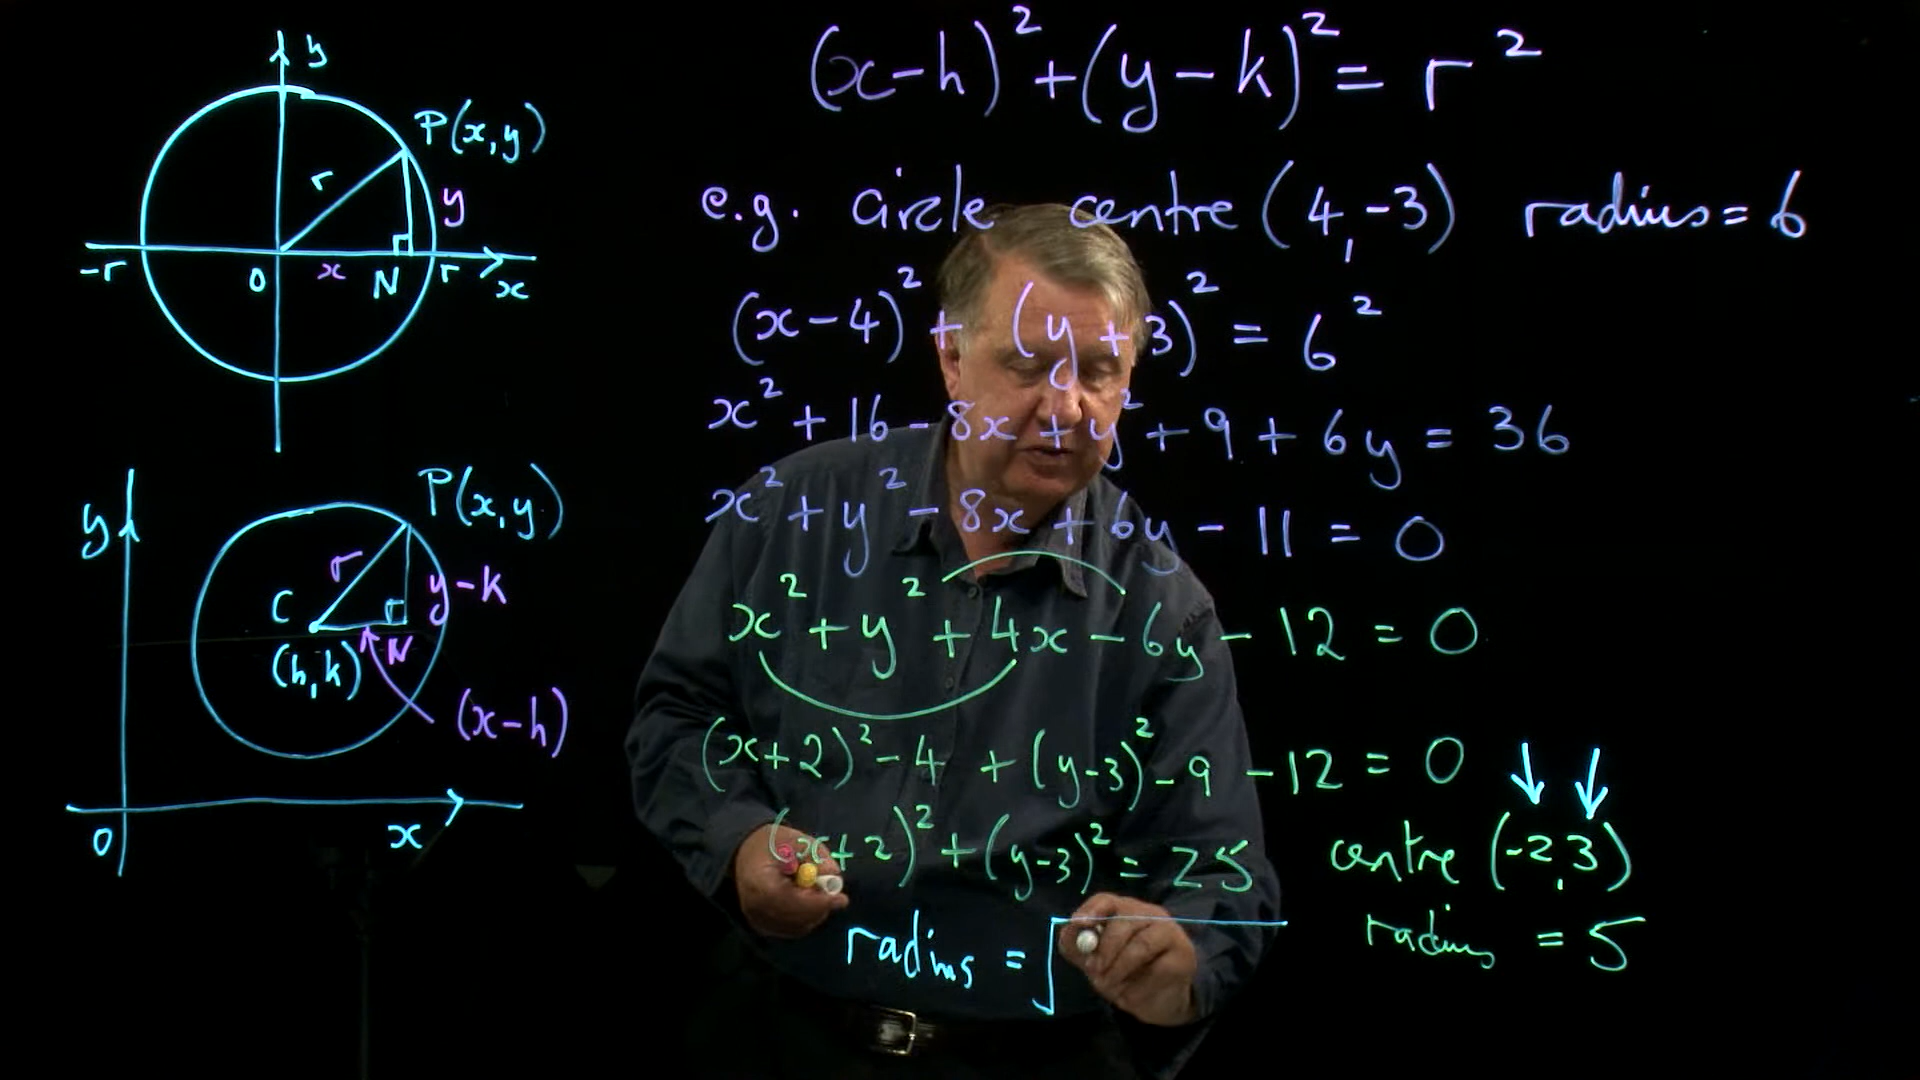 y
P(x,y)
r
y
-r
O
x
N
r
x
y
P(x,y)
r
y-k
C
N
(h,k)
(x-h)
O
x
(x-h)² + (y-k)² = r²
e.g. circle centre (4,-3) radius = 6
(x-4)² + (y+3)² = 6²
x² + 16 - 8x + y² + 9 + 6y = 36
x² + y² - 8x + 6y - 11 = 0
x² + y² + 4x - 6y - 12 = 0
(x+2)² - 4 + (y-3)² - 9 - 12 = 0
(x+2)² + (y-3)² = 25
centre (-2,3)
radius = √
radius = 5